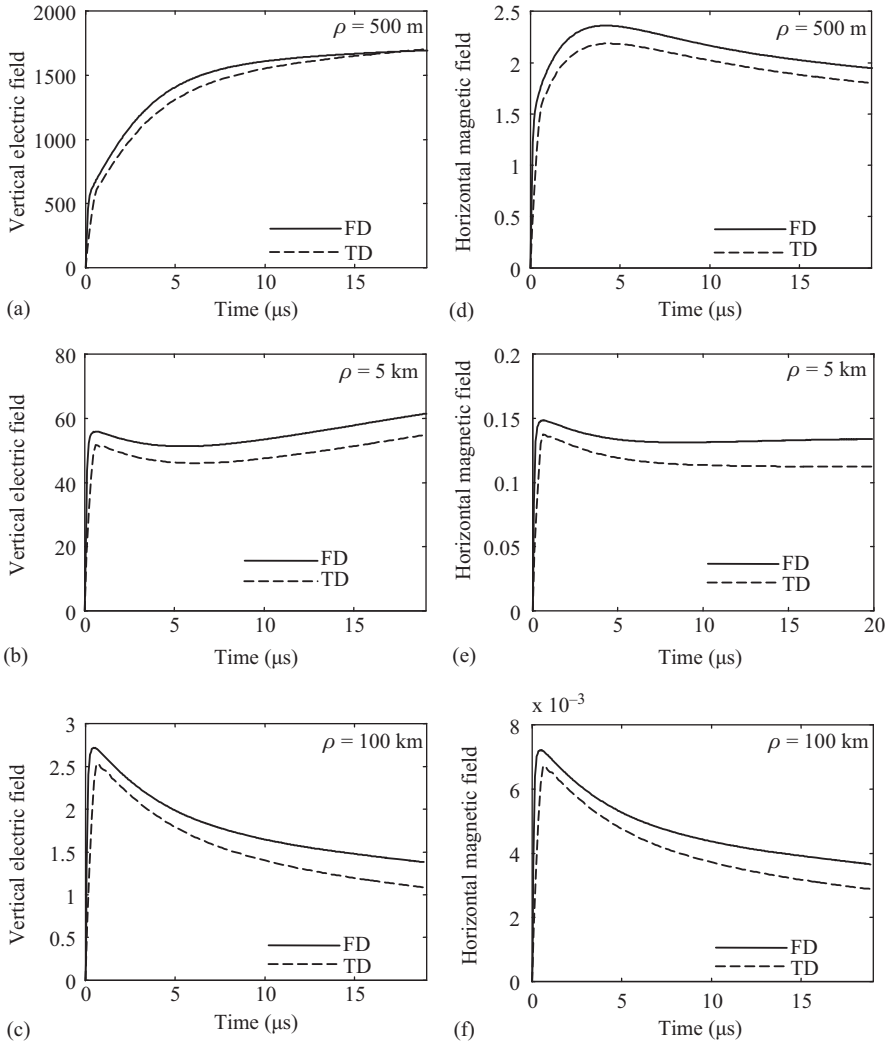 2000
1500
1000
500
0
Vertical electric field
ρ = 500 m
FD
TD
0
5
10
15
Time (μs)
(a)
2.5
2
1.5
1
0.5
0
Horizontal magnetic field
ρ = 500 m
FD
TD
0
5
10
15
Time (μs)
(d)
80
60
40
20
0
Vertical electric field
ρ = 5 km
FD
TD
0
5
10
15
Time (μs)
(b)
0.2
0.15
0.1
0.05
0
Horizontal magnetic field
ρ = 5 km
FD
TD
0
5
10
15
20
Time (μs)
(e)
3
2.5
2
1.5
1
0.5
0
Vertical electric field
ρ = 100 km
FD
TD
0
5
10
15
Time (μs)
(c)
x 10⁻³
8
6
4
2
0
Horizontal magnetic field
ρ = 100 km
FD
TD
0
5
10
15
Time (μs)
(f)